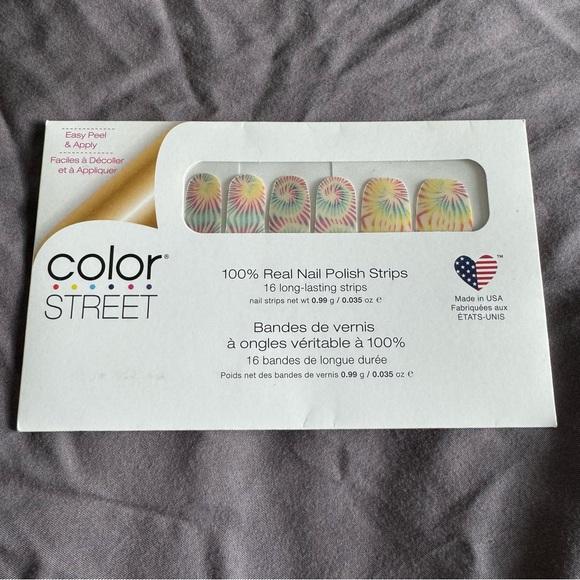 Easy Peel
& Apply
Faciles à Décoller
et à Appliquer
color®
STREET
100% Real Nail Polish Strips
16 long-lasting strips
nail strips net wt 0.99 g / 0.035 oz ℮
Bandes de vernis
à ongles véritable à 100%
16 bandes de longue durée
Poids net des bandes de vernis 0.99 g / 0.035 oz ℮
TM
Made in USA
Fabriquées aux
ÉTATS-UNIS